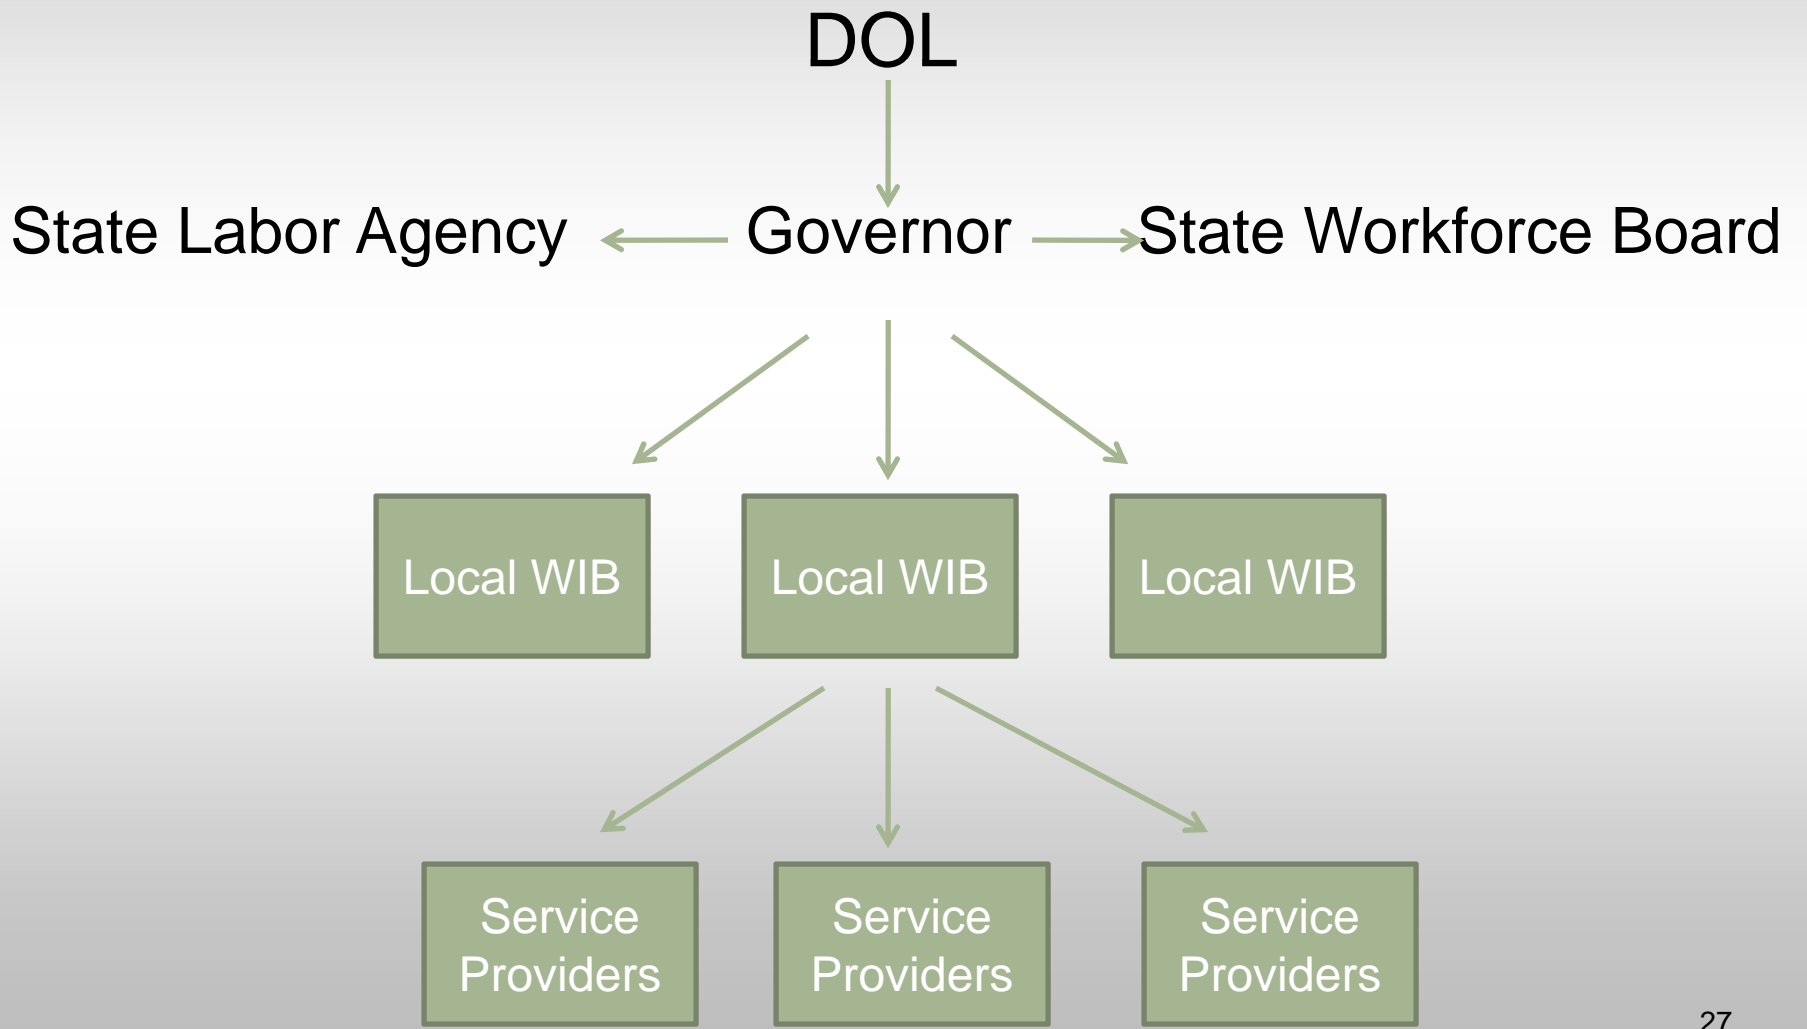 DOL
State Labor Agency Governor State Workforce Board
Local WIB Local WIB Local WIB
Service Service Service
Providers Providers Providers
27